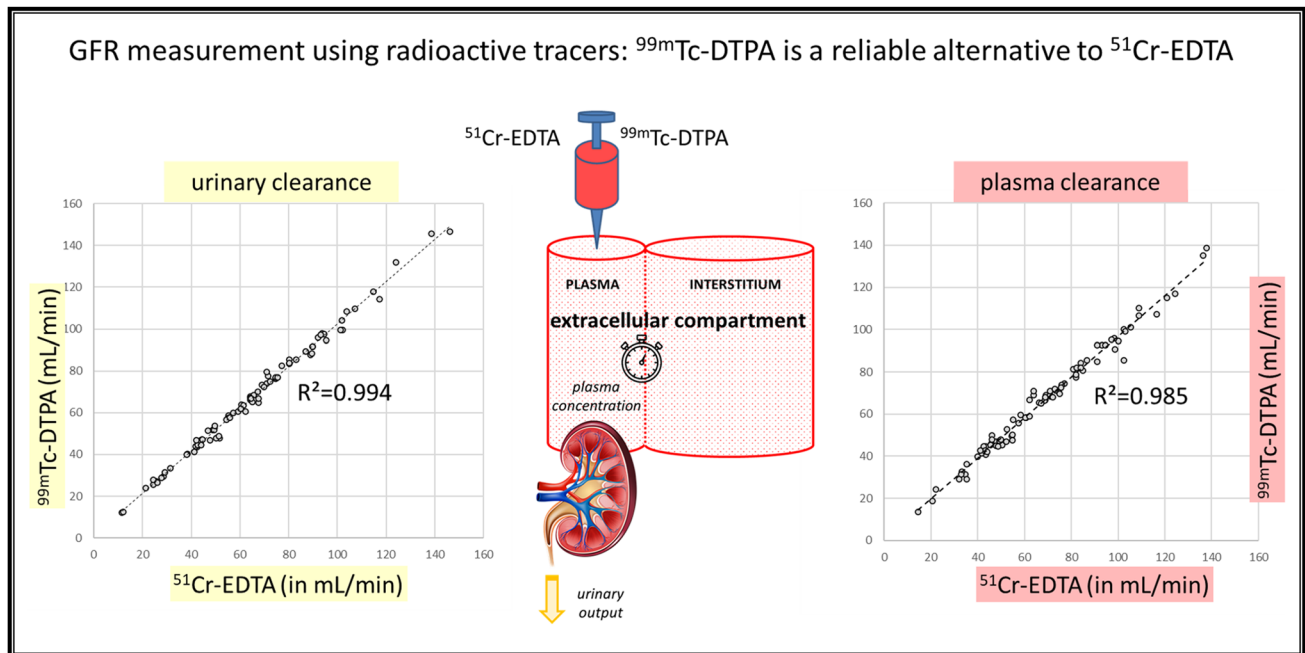 GFR measurement using radioactive tracers: ⁹⁹ᵐTc-DTPA is a reliable alternative to ⁵¹Cr-EDTA
urinary clearance
160
140
120
100
80
60
40
20
0
0 20 40 60 80 100 120 140 160
⁹⁹ᵐTc-DTPA (mL/min)
R²=0.994
⁵¹Cr-EDTA (in mL/min)
⁵¹Cr-EDTA
⁹⁹ᵐTc-DTPA
PLASMA
INTERSTITIUM
extracellular compartment
plasma
concentration
urinary
output
plasma clearance
160
140
120
100
80
60
40
20
0
0 20 40 60 80 100 120 140 160
R²=0.985
⁹⁹ᵐTc-DTPA (mL/min)
⁵¹Cr-EDTA (in mL/min)